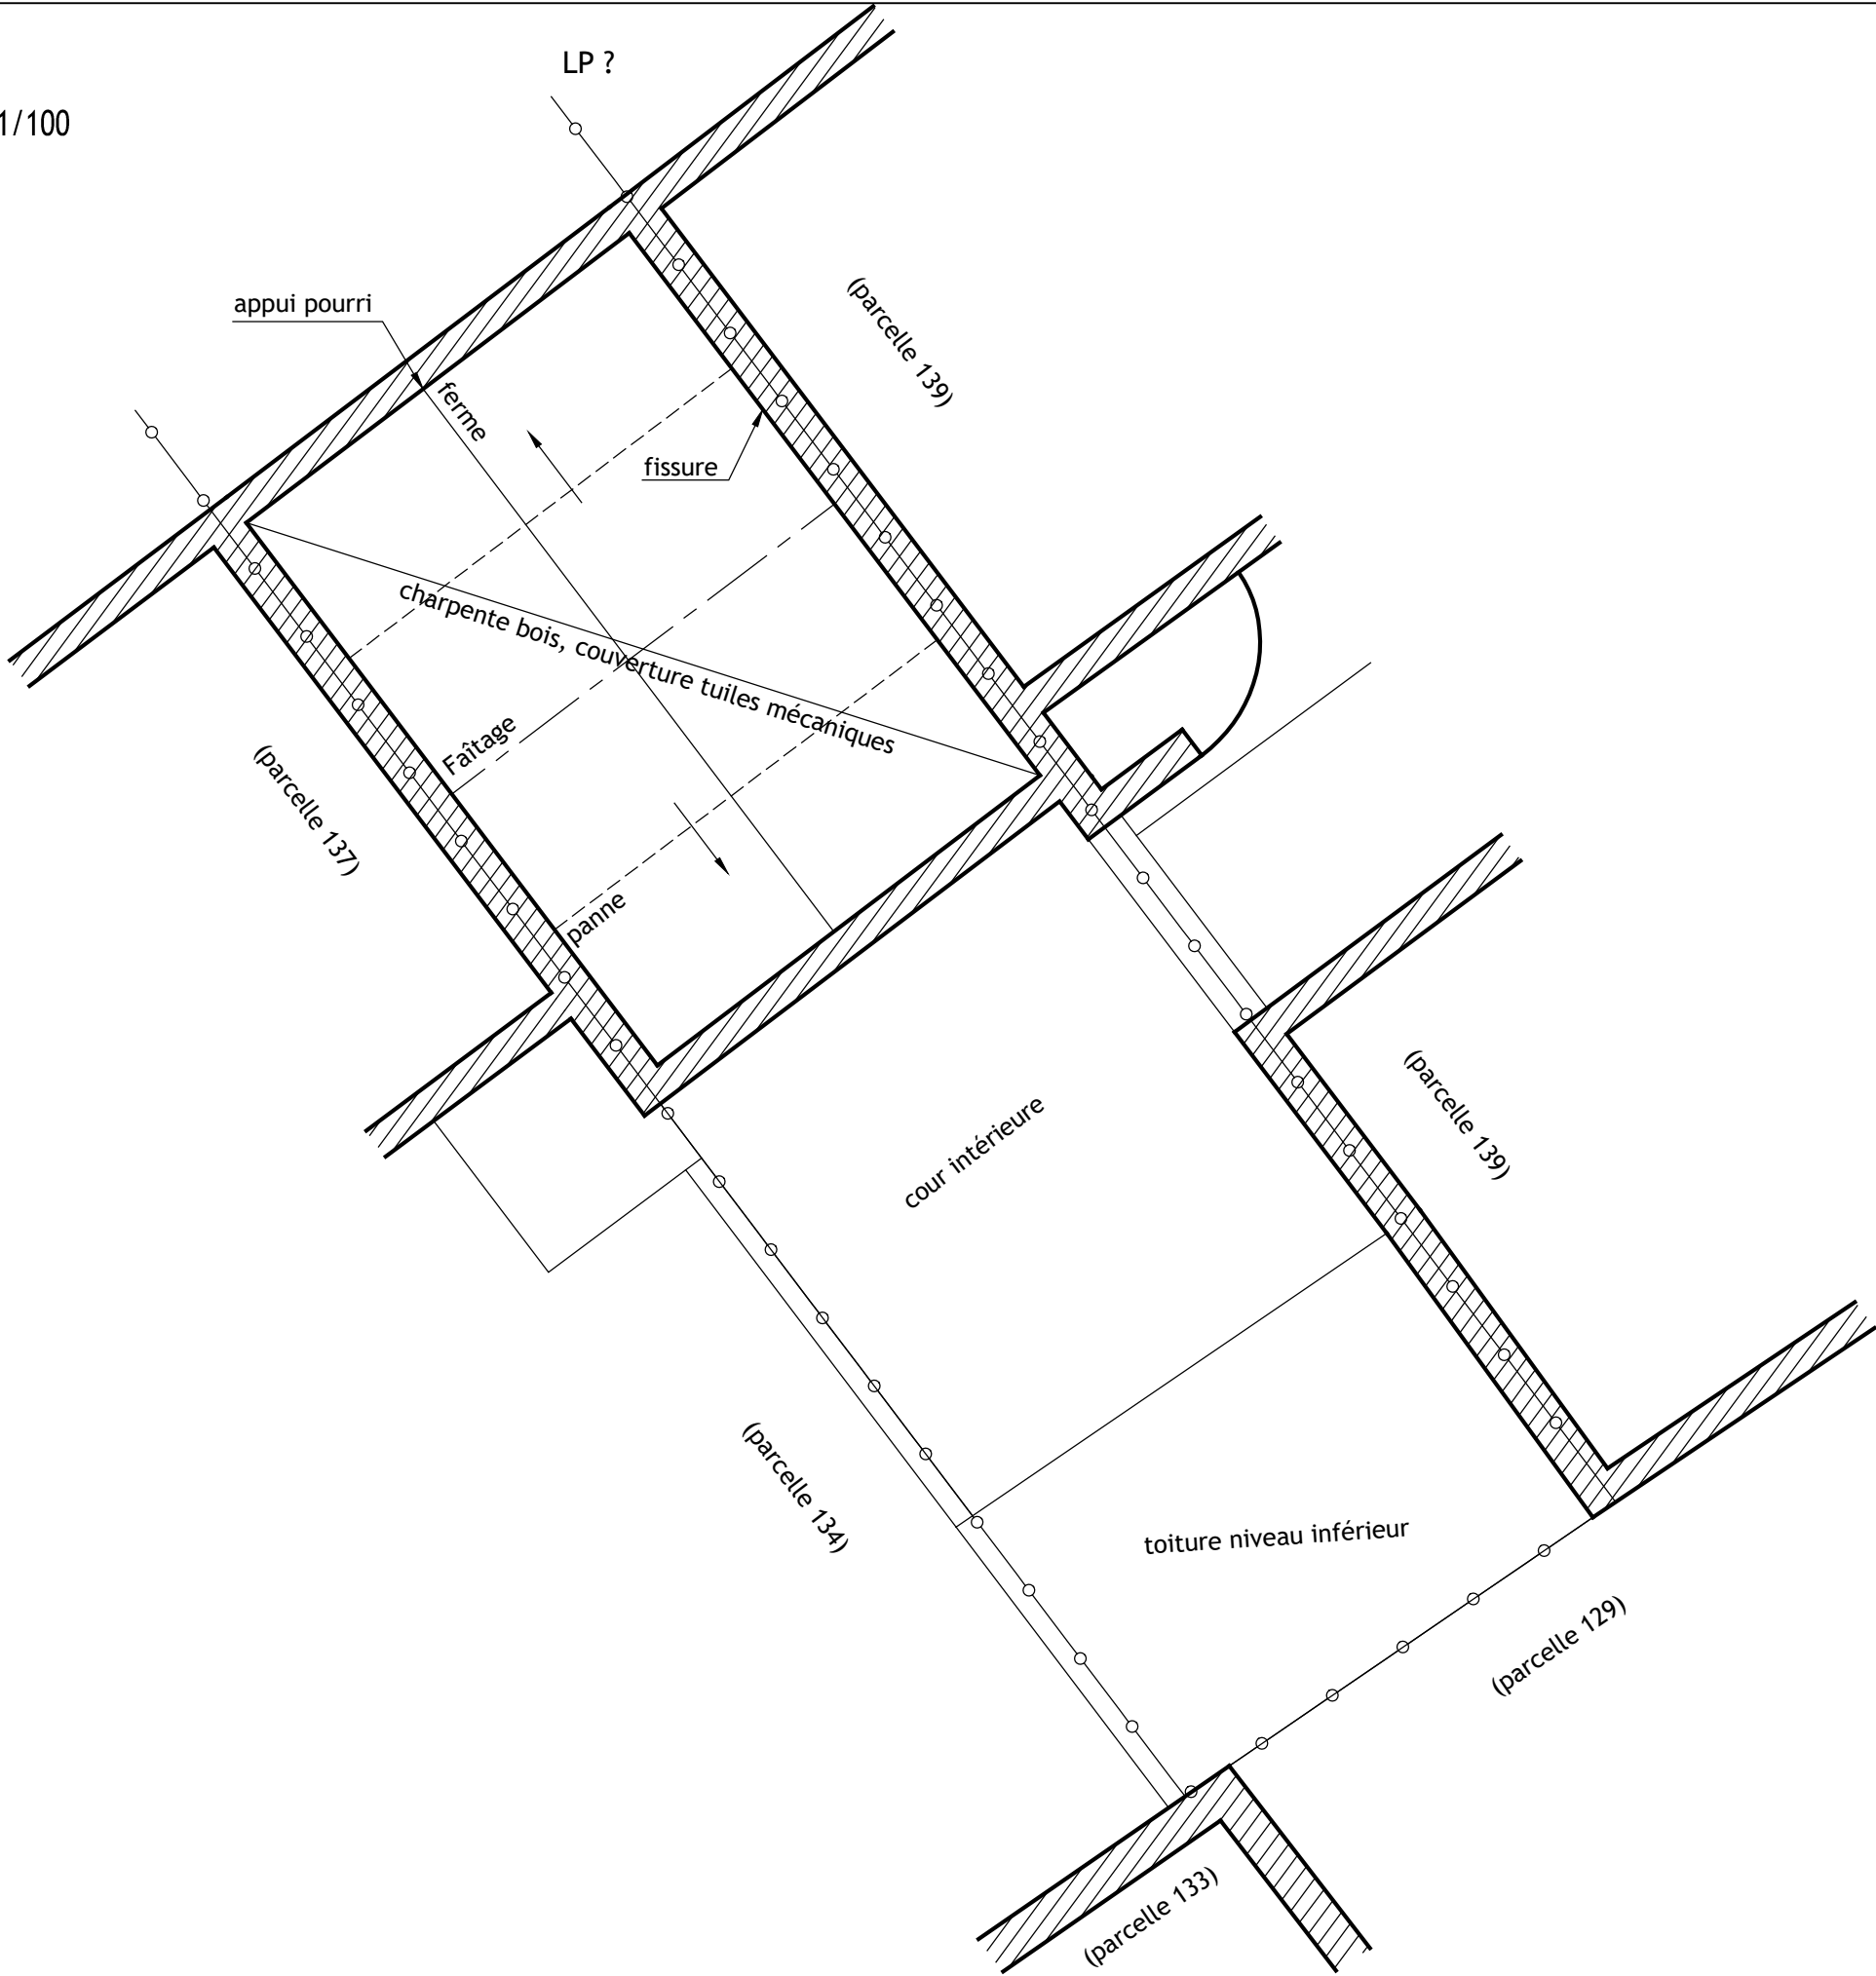 LP ?
1/100
(parcelle 139)
appui pourri
ferme
fissure
charpente bois, couverture tuiles mécaniques
Faîtage
(parcelle 137)
panne
(parcelle 139)
cour intérieure
(parcelle 134)
toiture niveau inférieur
(parcelle 129)
(parcelle 133)